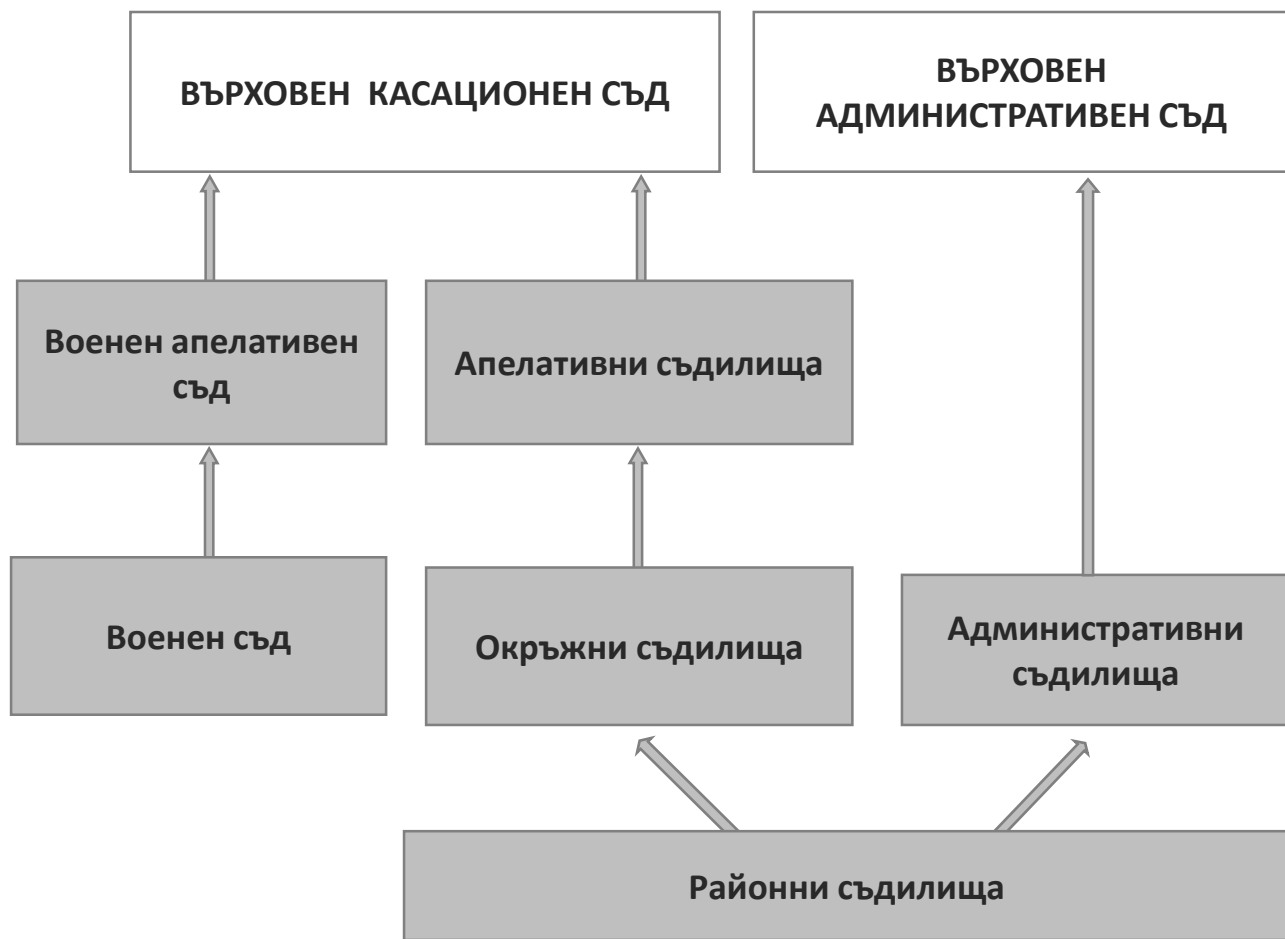 ВЪРХОВЕН КАСАЦИОНЕН СЪД
ВЪРХОВЕН
АДМИНИСТРАТИВЕН СЪД
Военен апелативен
съд
Апелативни съдилища
Военен съд
Окръжни съдилища
Административни
съдилища
Районни съдилища